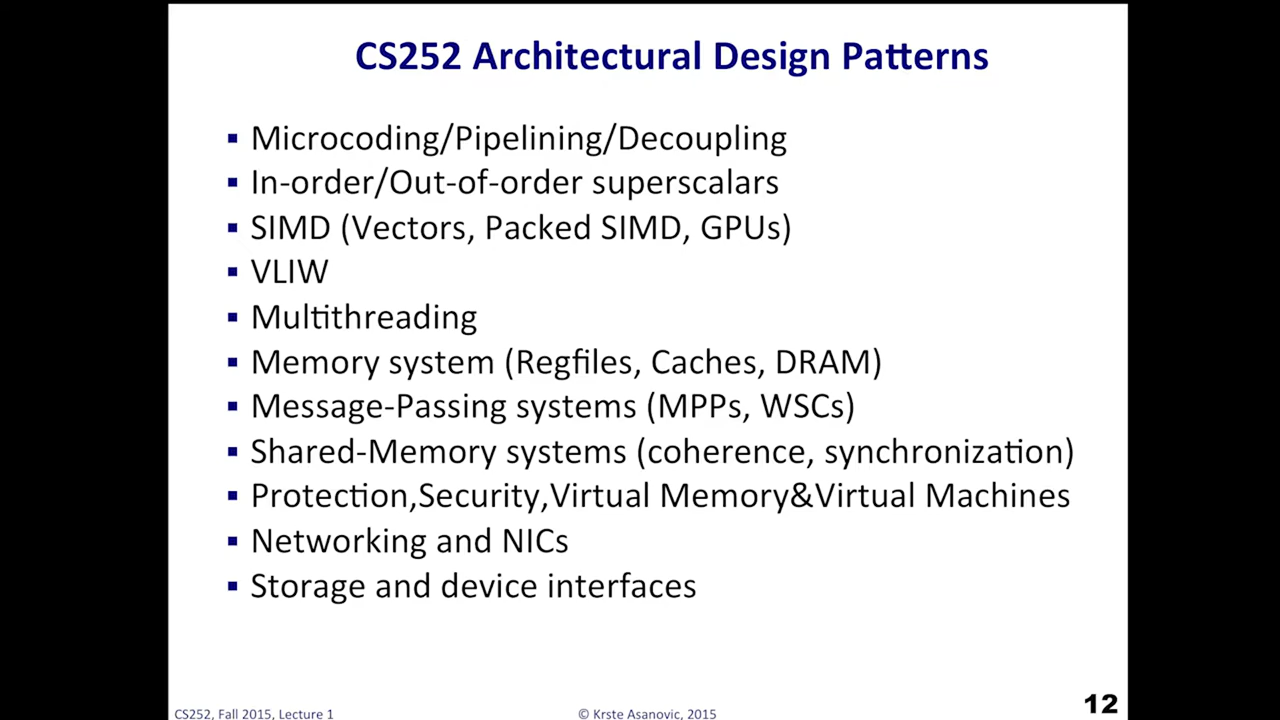 CS252 Architectural Design Patterns
▪ Microcoding/Pipelining/Decoupling
▪ In-order/Out-of-order superscalars
▪ SIMD (Vectors, Packed SIMD, GPUs)
▪ VLIW
▪ Multithreading
▪ Memory system (Regfiles, Caches, DRAM)
▪ Message-Passing systems (MPPs, WSCs)
▪ Shared-Memory systems (coherence, synchronization)
▪ Protection,Security,Virtual Memory&Virtual Machines
▪ Networking and NICs
▪ Storage and device interfaces
CS252, Fall 2015, Lecture 1
© Krste Asanovic, 2015
12